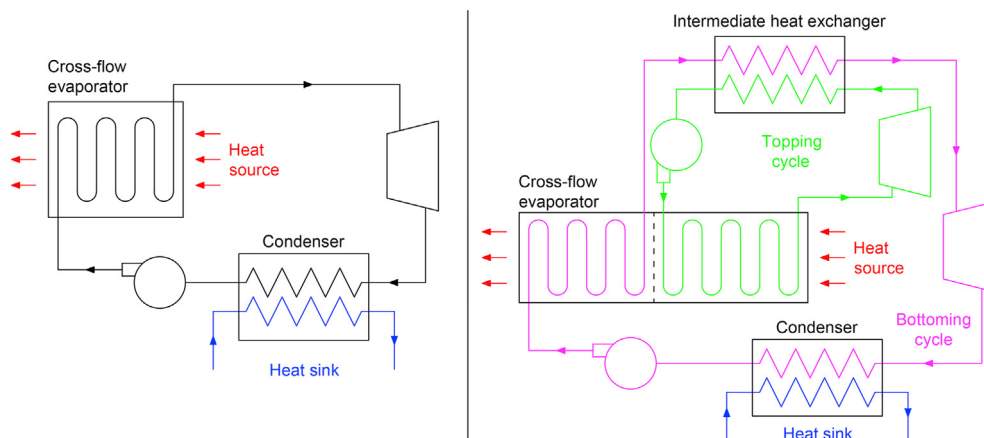 Cross-flow
evaporator
Heat
source
Condenser
Heat sink
Intermediate heat exchanger
Topping
cycle
Cross-flow
evaporator
Heat
source
Bottoming
cycle
Condenser
Heat sink